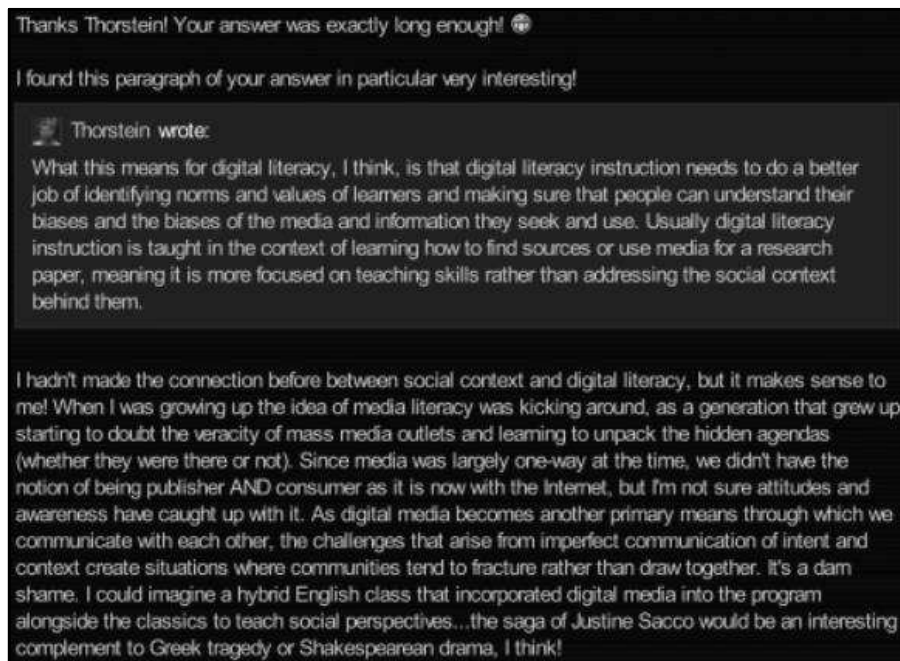 Thanks Thorstein! Your answer was exactly long enough! 😁
I found this paragraph of your answer in particular very interesting!
Thorstein wrote:
What this means for digital literacy, I think, is that digital literacy instruction needs to do a better
job of identifying norms and values of learners and making sure that people can understand their
biases and the biases of the media and information they seek and use. Usually digital literacy
instruction is taught in the context of learning how to find sources or use media for a research
paper, meaning it is more focused on teaching skills rather than addressing the social context
behind them.
I hadn't made the connection before between social context and digital literacy, but it makes sense to
me! When I was growing up the idea of media literacy was kicking around, as a generation that grew up
starting to doubt the veracity of mass media outlets and learning to unpack the hidden agendas
(whether they were there or not). Since media was largely one-way at the time, we didn't have the
notion of being publisher AND consumer as it is now with the Internet, but I'm not sure attitudes and
awareness have caught up with it. As digital media becomes another primary means through which we
communicate with each other, the challenges that arise from imperfect communication of intent and
context create situations where communities tend to fracture rather than draw together. It's a darn
shame. I could imagine a hybrid English class that incorporated digital media into the program
alongside the classics to teach social perspectives...the saga of Justine Sacco would be an interesting
complement to Greek tragedy or Shakespearean drama, I think!